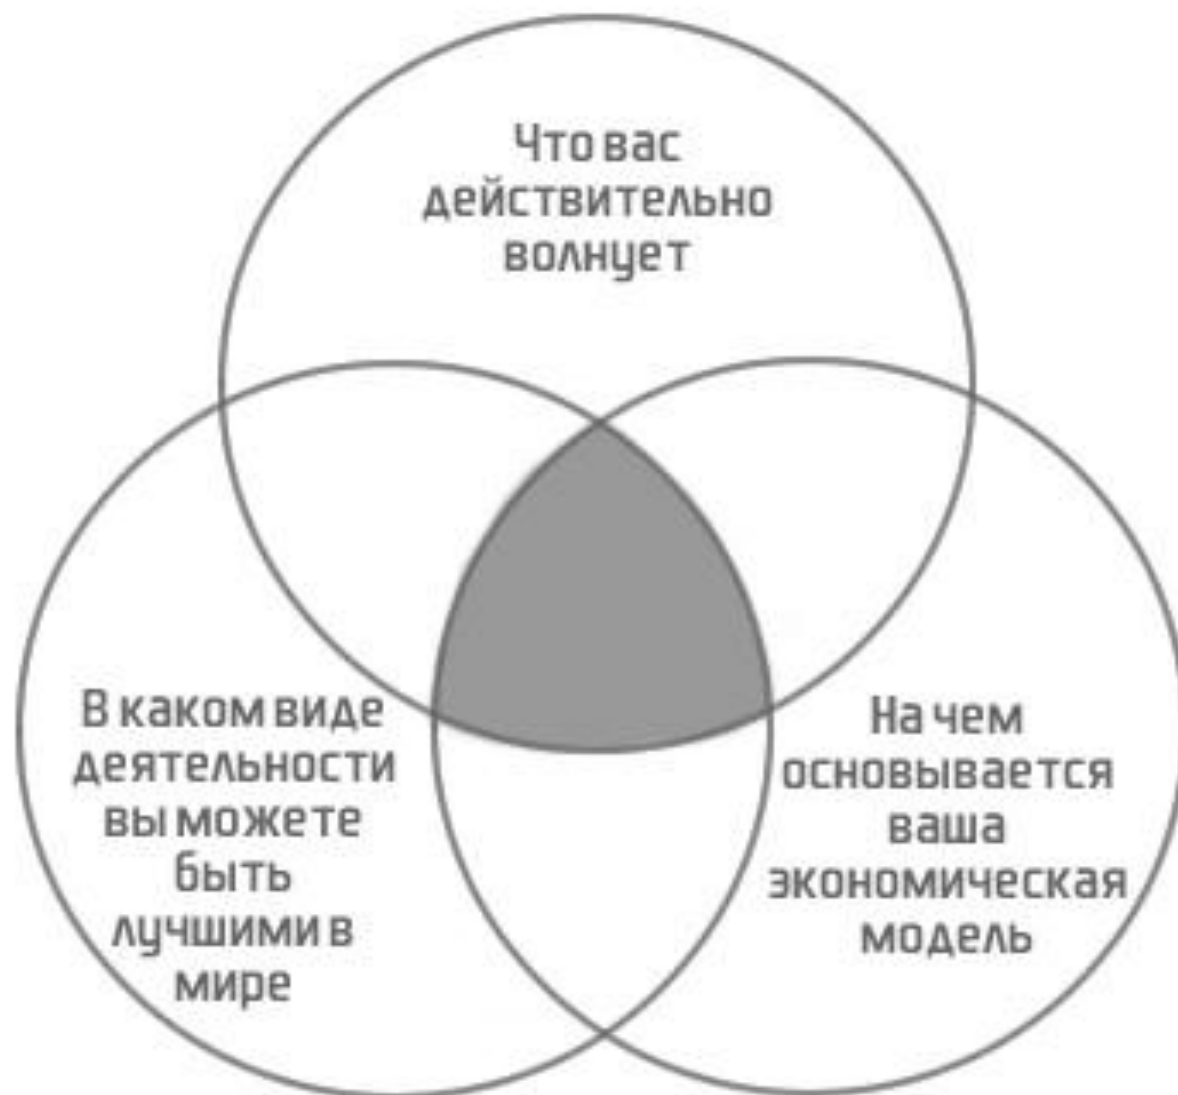 Что вас
действительно
волнует
В каком виде
деятельности
вы можете
быть
лучшими в
мире
На чем
основывается
ваша
экономическая
модель